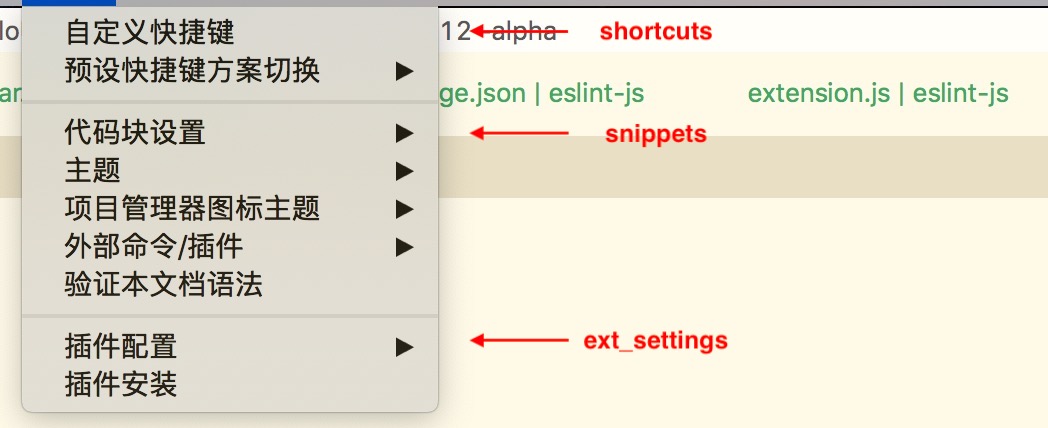 自定义快捷键
12-alpha
shortcuts
预设快捷键方案切换
ge.json | eslint-js
extension.js | eslint-js
代码块设置
snippets
主题
项目管理器图标主题
外部命令/插件
验证本文档语法
插件配置
ext_settings
插件安装